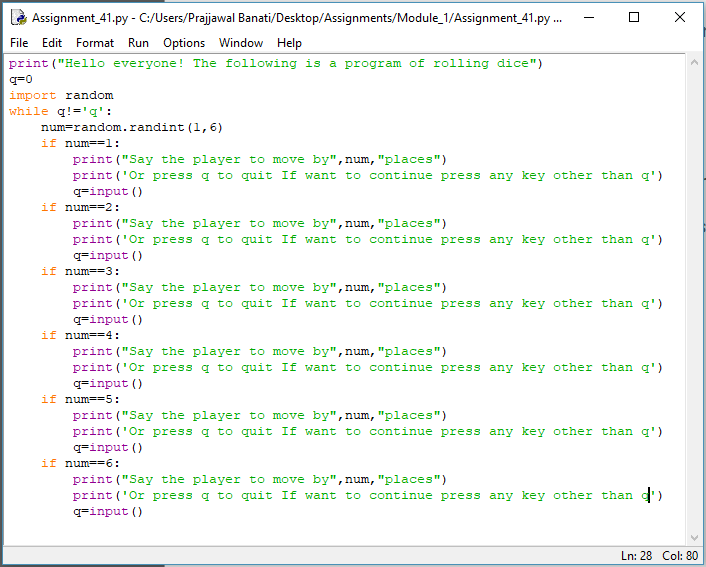 Assignment_41.py - C:/Users/Prajjawal Banati/Desktop/Assignments/Module_1/Assignment_41.py ...
File Edit Format Run Options Window Help
print("Hello everyone! The following is a program of rolling dice")
q=0
import random
while q!='q':
    num=random.randint(1,6)
    if num==1:
        print("Say the player to move by",num,"places")
        print('Or press q to quit If want to continue press any key other than q')
        q=input()
    if num==2:
        print("Say the player to move by",num,"places")
        print('Or press q to quit If want to continue press any key other than q')
        q=input()
    if num==3:
        print("Say the player to move by",num,"places")
        print('Or press q to quit If want to continue press any key other than q')
        q=input()
    if num==4:
        print("Say the player to move by",num,"places")
        print('Or press q to quit If want to continue press any key other than q')
        q=input()
    if num==5:
        print("Say the player to move by",num,"places")
        print('Or press q to quit If want to continue press any key other than q')
        q=input()
    if num==6:
        print("Say the player to move by",num,"places")
        print('Or press q to quit If want to continue press any key other than q')
        q=input()
Ln: 28 Col: 80